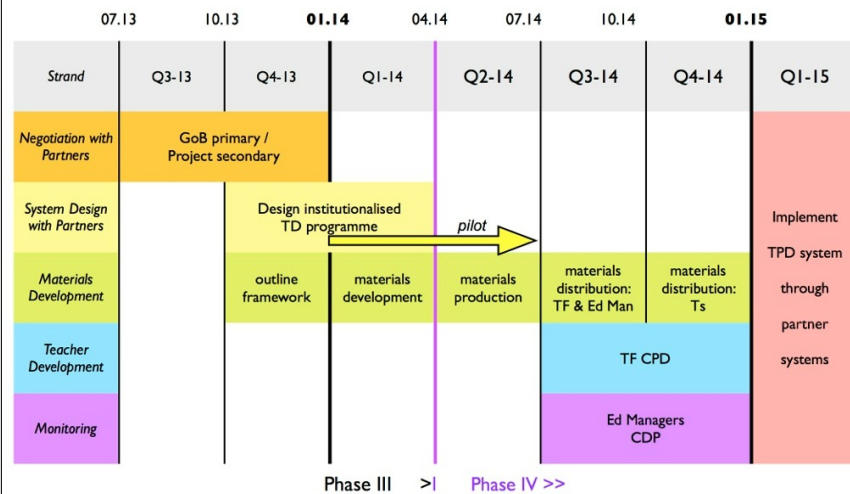 07.13 10.13 01.14 04.14 07.14 10.14 01.15
Strand Q3-13 Q4-13 Q1-14 Q2-14 Q3-14 Q4-14 Q1-15
Negotiation with
Partners
GoB primary /
Project secondary
System Design
with Partners
Design institutionalised
TD programme
pilot
Materials
Development
outline
framework
materials
development
materials
production
materials
distribution:
TF & Ed Man
materials
distribution:
Ts
Teacher
Development
TF CPD
Monitoring
Ed Managers
CDP
Implement
TPD system
through
partner
systems
Phase III >| Phase IV >>